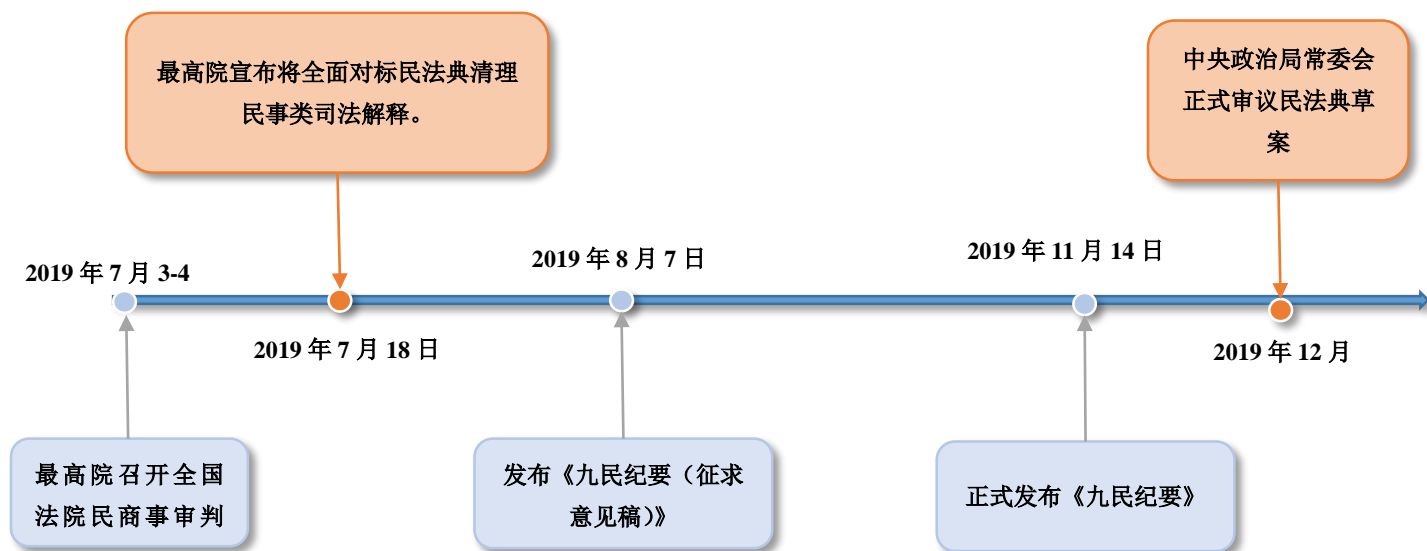 最高院宣布将全面对标民法典清理
民事类司法解释。
中央政治局常委会
正式审议民法典草
案
2019 年 7 月 3-4
2019 年 8 月 7 日
2019 年 11 月 14 日
2019 年 7 月 18 日
2019 年 12 月
最高院召开全国
法院民商事审判
发布《九民纪要（征求
意见稿）》
正式发布《九民纪要》